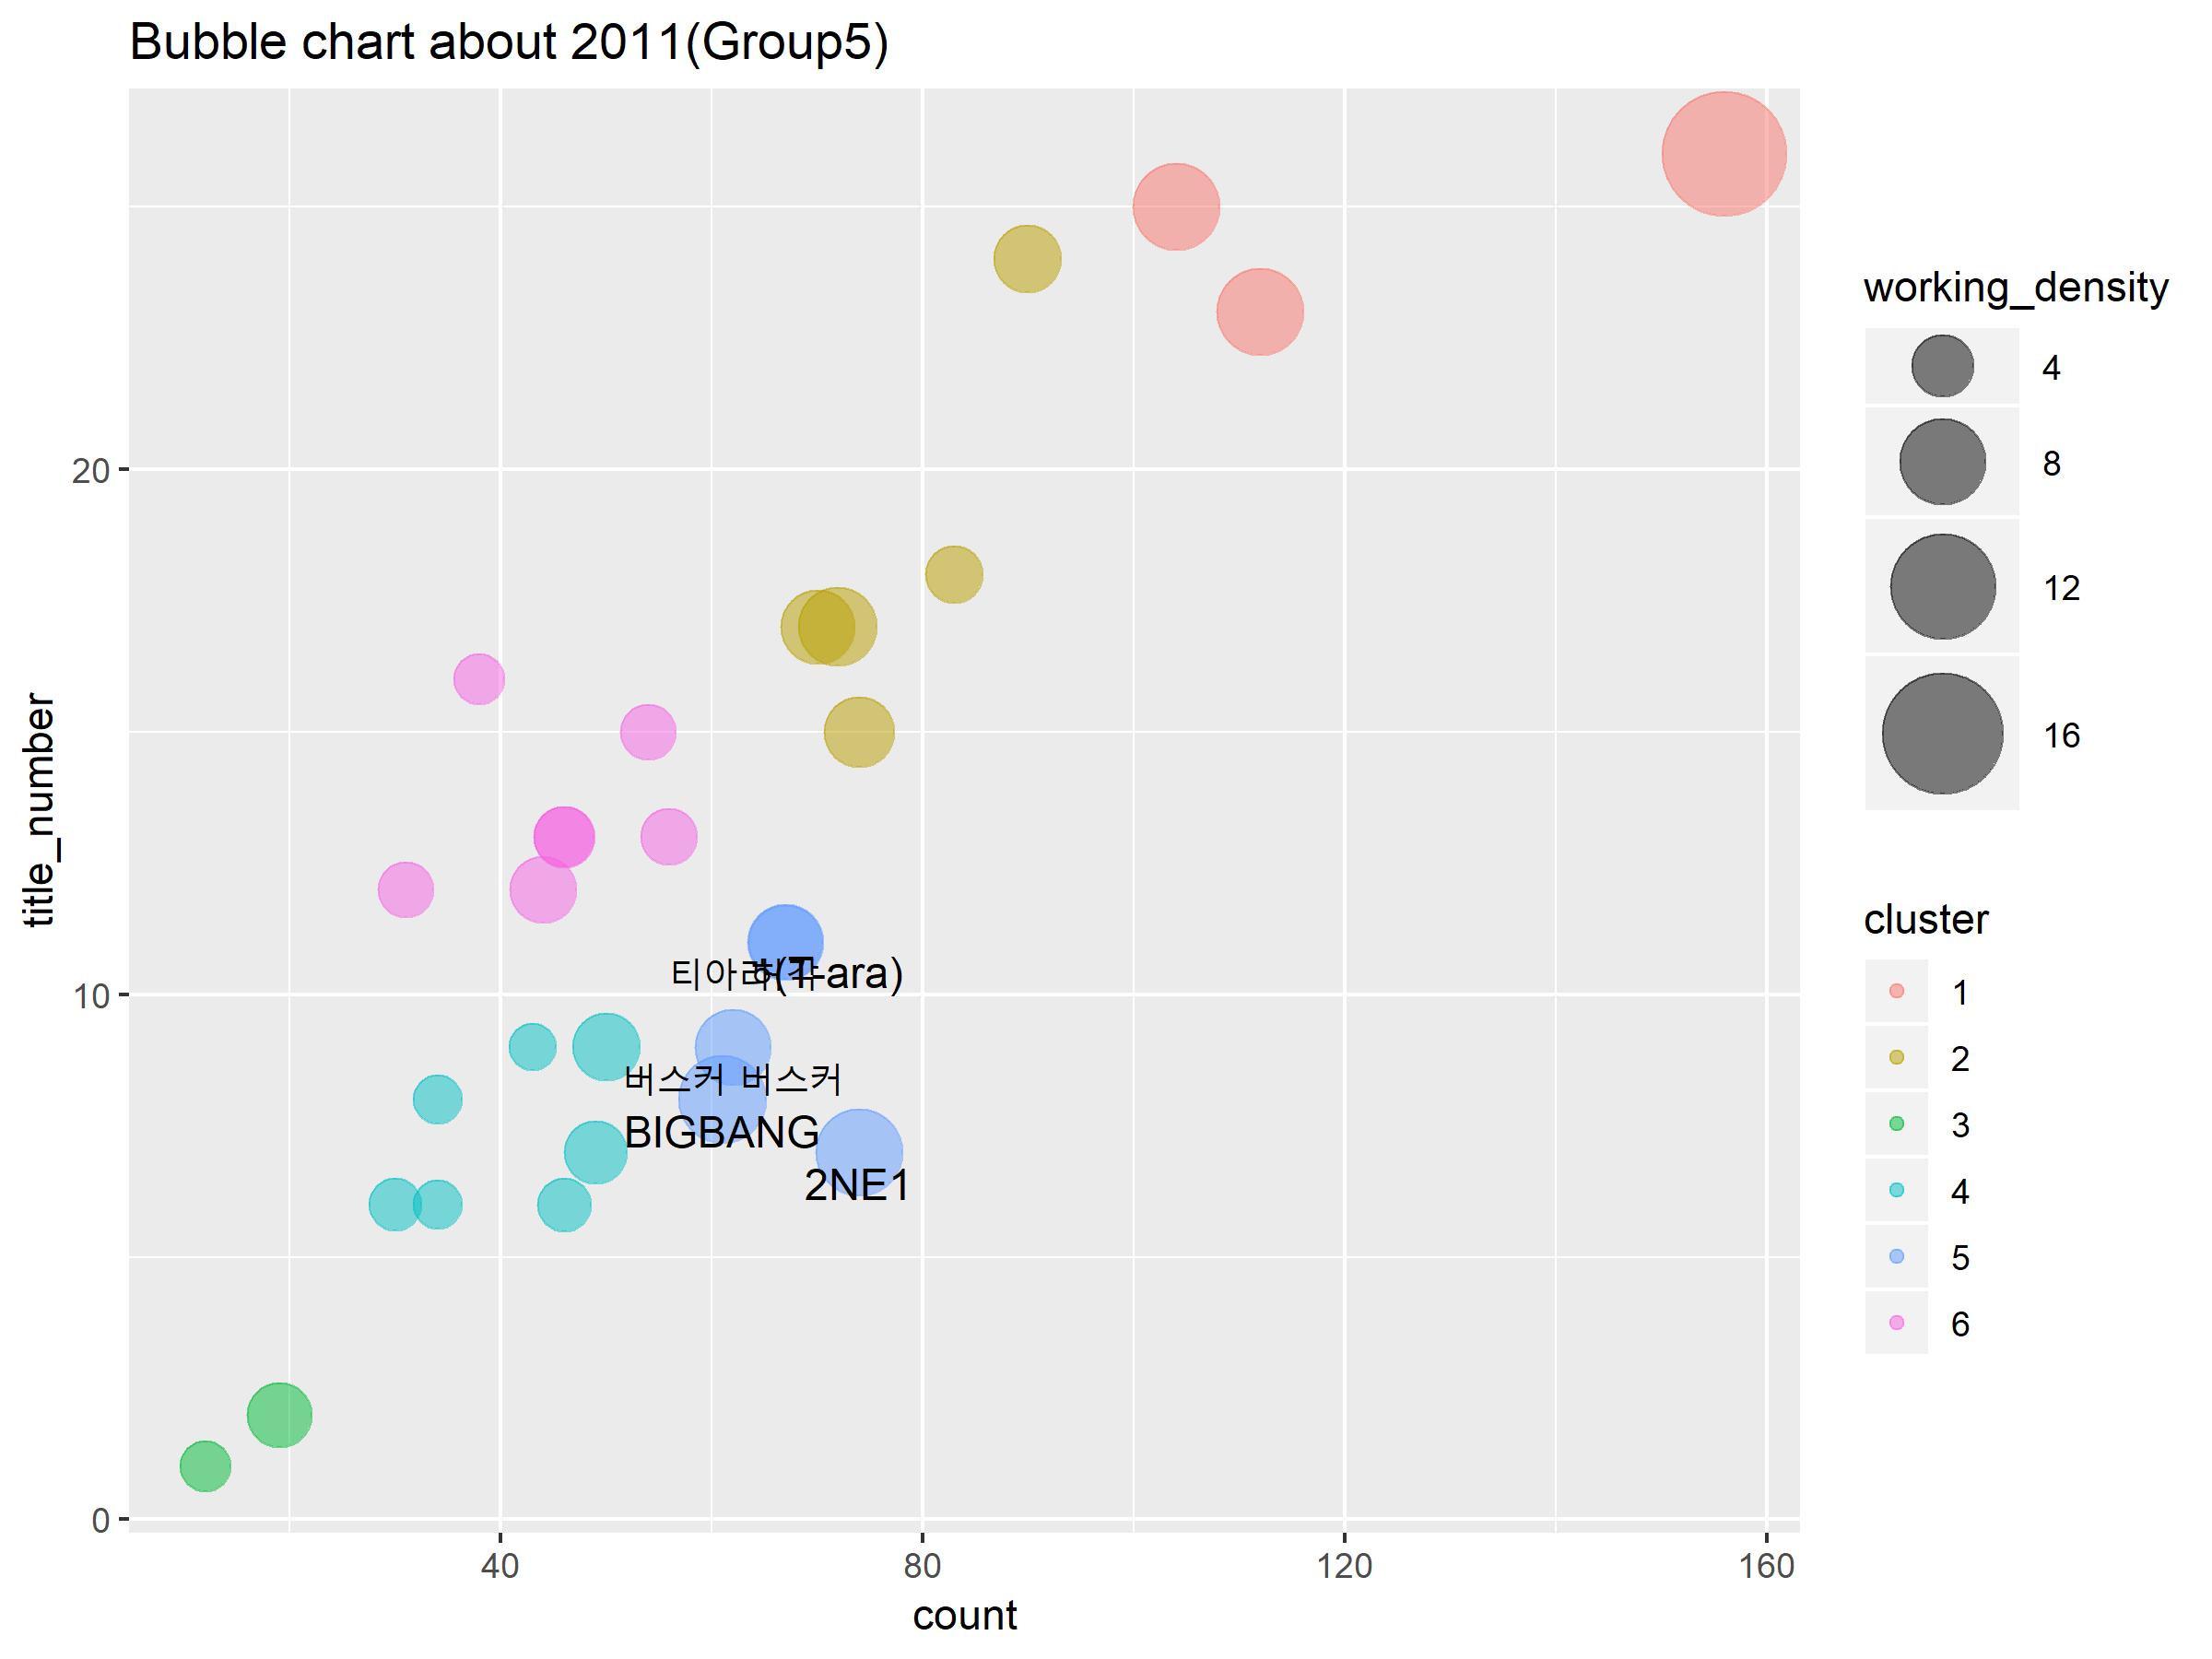 Bubble chart about 2011(Group5)
title_number
20
10
0
(T-ara)
버스커 버스커
BIGBANG
2NE1
40
80
120
160
count
working_density
4
8
12
16
cluster
1
2
3
4
5
6